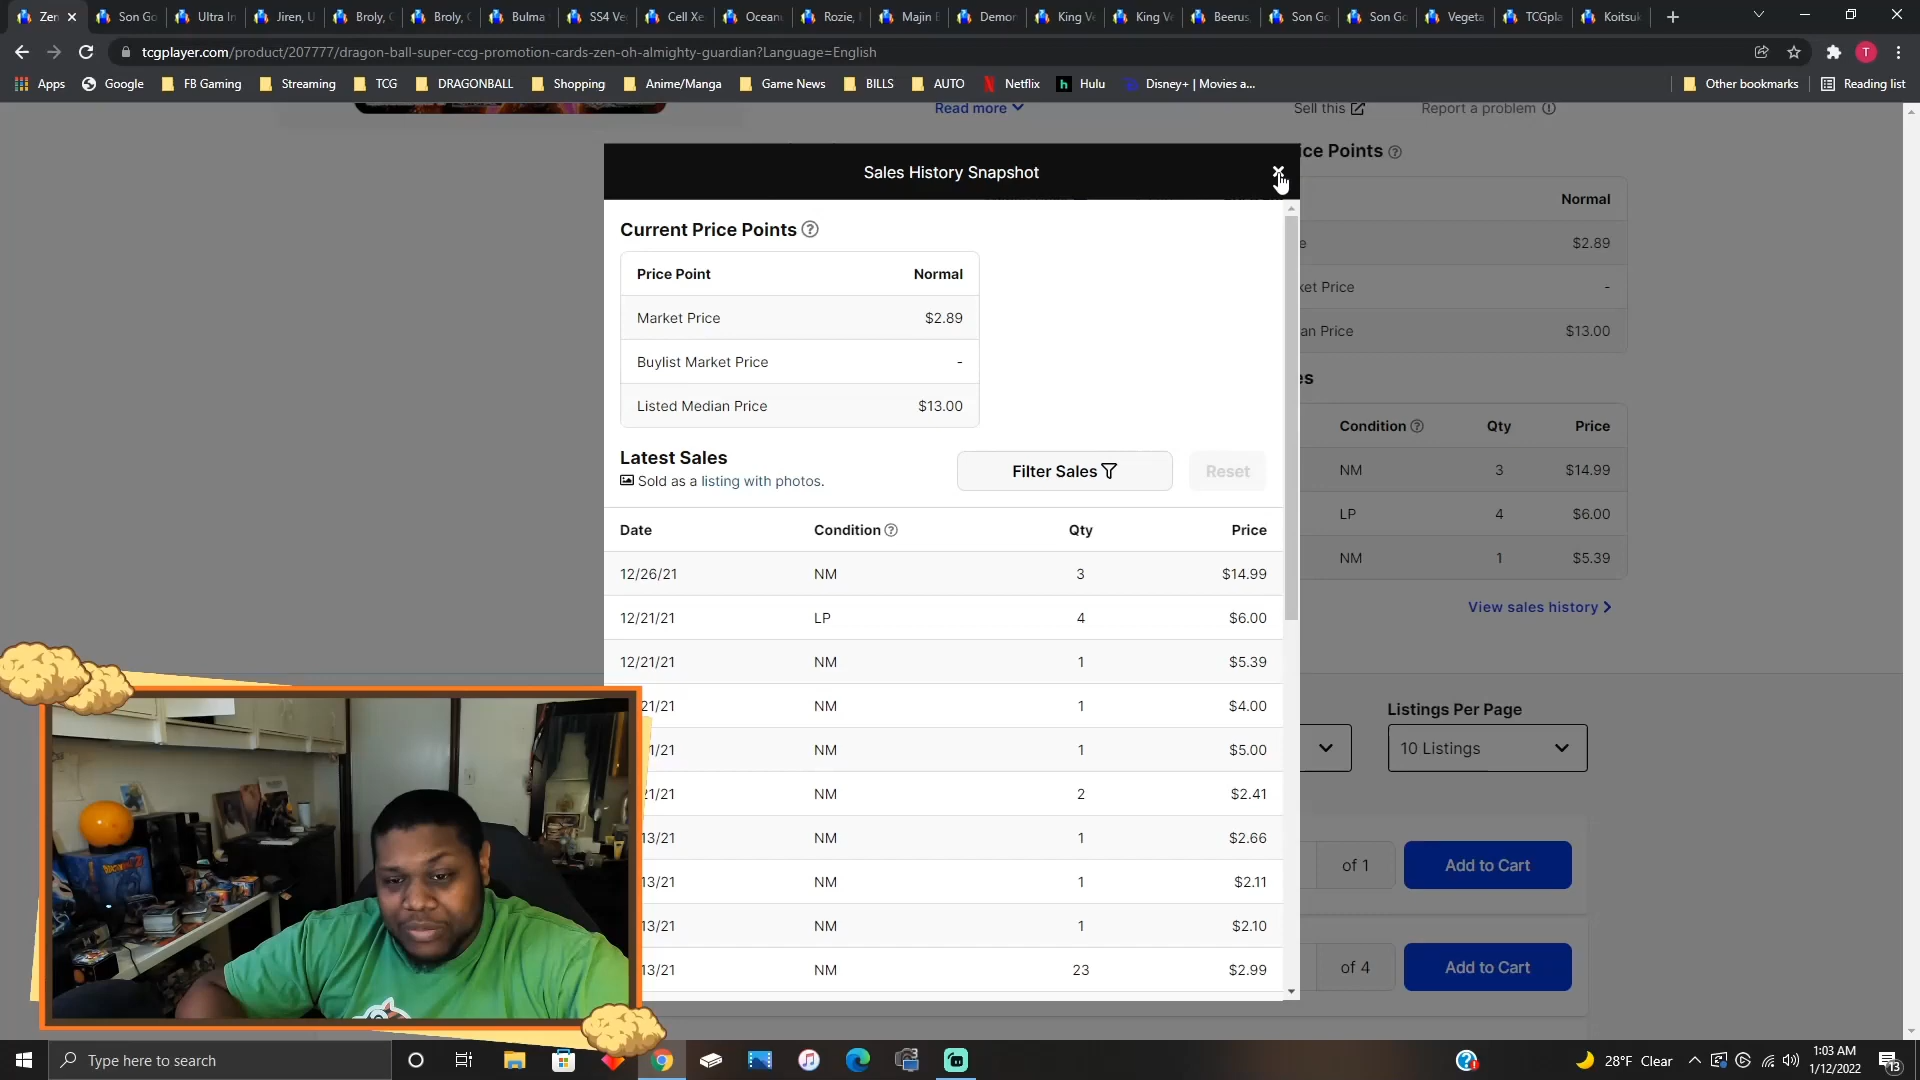 Zen
Son Go
Ultra In
Jiren, U
Broly, C
Broly, C
Bulma
SS4 Ve
Cell Xe
Ocean
Rozie,
Majin B
Demon
King Ve
King Ve
Beerus,
Son Go
Son Go
Vegeta
TCGpla
Koitsuk
tcgplayer.com/product/207777/dragon-ball-super-ccg-promotion-cards-zen-oh-almighty-guardian?Language=English
T
Apps Google FB Gaming Streaming TCG DRAGONBALL Shopping Anime/Manga Game News BILLS AUTO Netflix Hulu Disney+ | Movies a... Other bookmarks Reading list
Read more
Sell this
Report a problem
Sales History Snapshot
Current Price Points
Price Point Normal
Market Price $2.89
Buylist Market Price -
Listed Median Price $13.00
Latest Sales
Sold as a listing with photos.
Filter Sales
Reset
Date Condition Qty Price
12/26/21 NM 3 $14.99
12/21/21 LP 4 $6.00
12/21/21 NM 1 $5.39
21/21 NM 1 $4.00
1/21 NM 1 $5.00
21/21 NM 2 $2.41
13/21 NM 1 $2.66
13/21 NM 1 $2.11
13/21 NM 1 $2.10
13/21 NM 23 $2.99
ice Points
Normal
e $2.89
ket Price -
an Price $13.00
es
Condition Qty Price
NM 3 $14.99
LP 4 $6.00
NM 1 $5.39
View sales history
Listings Per Page
10 Listings
of 1 Add to Cart
of 4 Add to Cart
Type here to search
28°F Clear
1:03 AM
1/12/2022
13